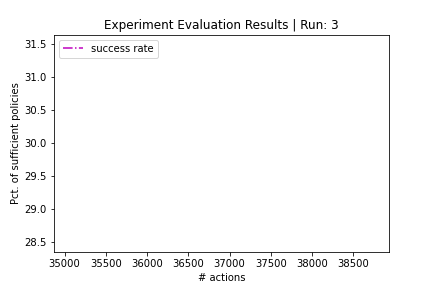 Experiment Evaluation Results | Run: 3
success rate
Pct. of sufficient policies
31.5
31.0
30.5
30.0
29.5
29.0
28.5
35000 35500 36000 36500 37000 37500 38000 38500
# actions